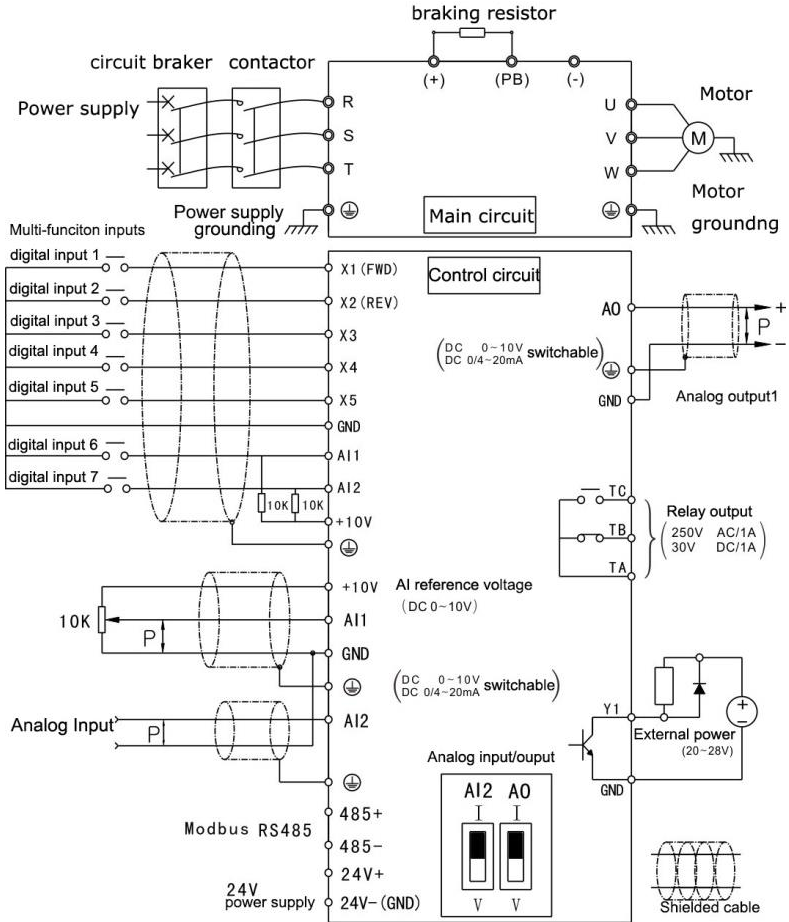 braking resistor
circuit braker contactor
(+) (PB) (-)
Power supply
R
S
T
U
V
W
M
Motor
Motor
groundng
Power supply
grounding
Main circuit
Multi-funciton inputs
digital input 1
digital input 2
digital input 3
digital input 4
digital input 5
digital input 6
digital input 7
X1(FWD)
X2(REV)
X3
X4
X5
GND
AI1
AI2
10K 10K
+10V
Control circuit
AO
+
P
−
(DC 0~10V
DC 0/4~20mA switchable)
GND
Analog output1
TC
TB
TA
Relay output
(250V AC/1A
30V DC/1A)
+10V
AI reference voltage
(DC 0~10V)
10K
P
AI1
GND
(DC 0~10V
DC 0/4~20mA switchable)
Analog Input
P
AI2
Y1
External power
(20~28V)
+
−
GND
Analog input/ouput
AI2 AO
I I
V V
485+
Modbus RS485
485-
24V+
24V
power supply
24V-(GND)
Shielded cable